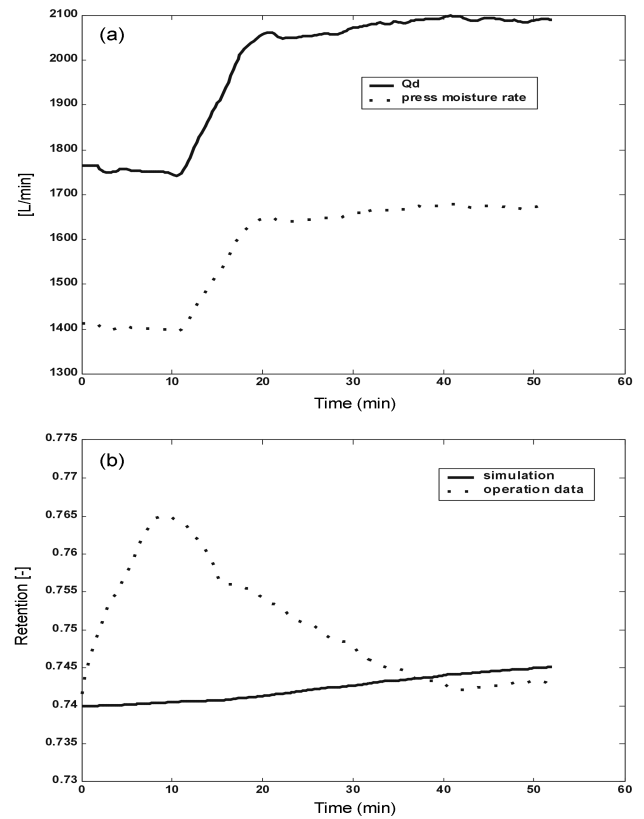 (a)
2100
2000
1900
1800
1700
1600
1500
1400
1300
[L/min]
Qd
press moisture rate
0 10 20 30 40 50 60
Time (min)
(b)
0.775
0.77
0.765
0.76
0.755
0.75
0.745
0.74
0.735
0.73
Retention [-]
simulation
operation data
0 10 20 30 40 50 60
Time (min)